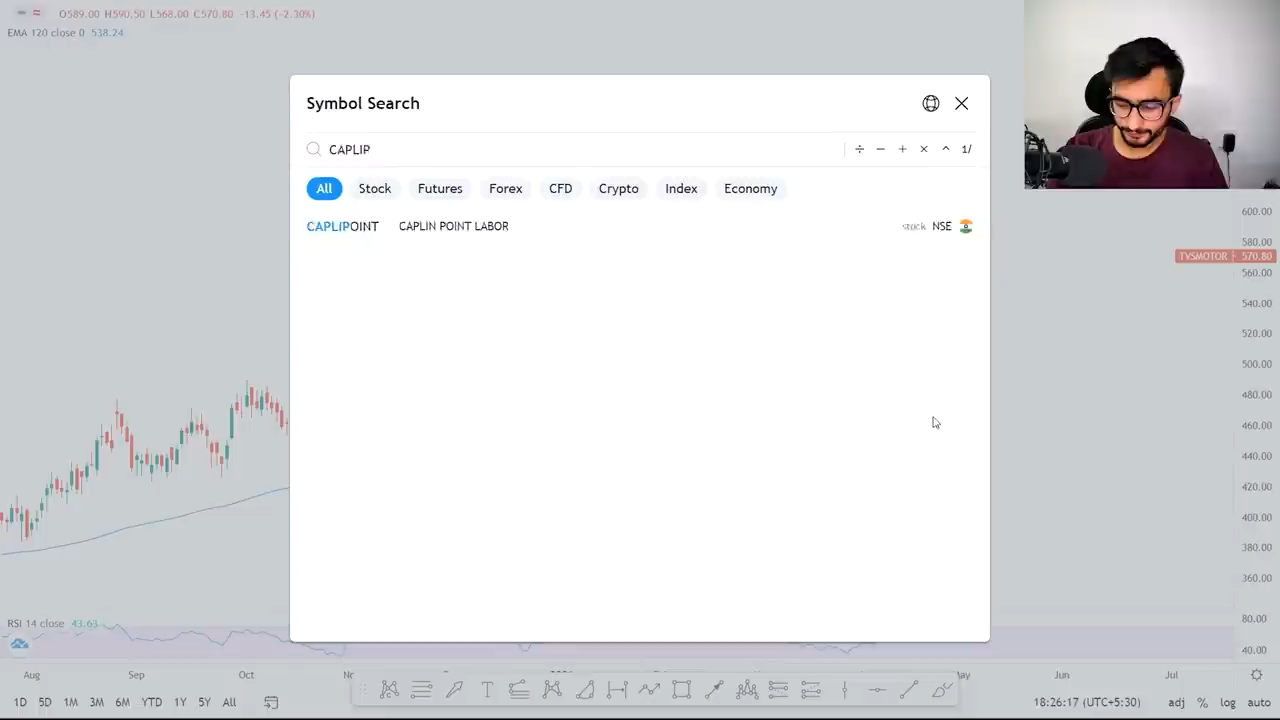 O589.00 H590.50 L568.00 C570.80 -13.45 (-2.30%)
EMA 120 close 0 538.24
Symbol Search
CAPLIP
÷ − + × ^ 1/
All Stock Futures Forex CFD Crypto Index Economy
CAPLIPOINT CAPLIN POINT LABOR stock NSE
600.00
580.00
TVSMOTOR 570.80
560.00
540.00
520.00
500.00
480.00
460.00
440.00
420.00
400.00
380.00
360.00
RSI 14 close 43.63
80.00
40.00
Aug Sep Oct Jun Jul
1D 5D 1M 3M 6M YTD 1Y 5Y All
18:26:17 (UTC+5:30) adj % log auto